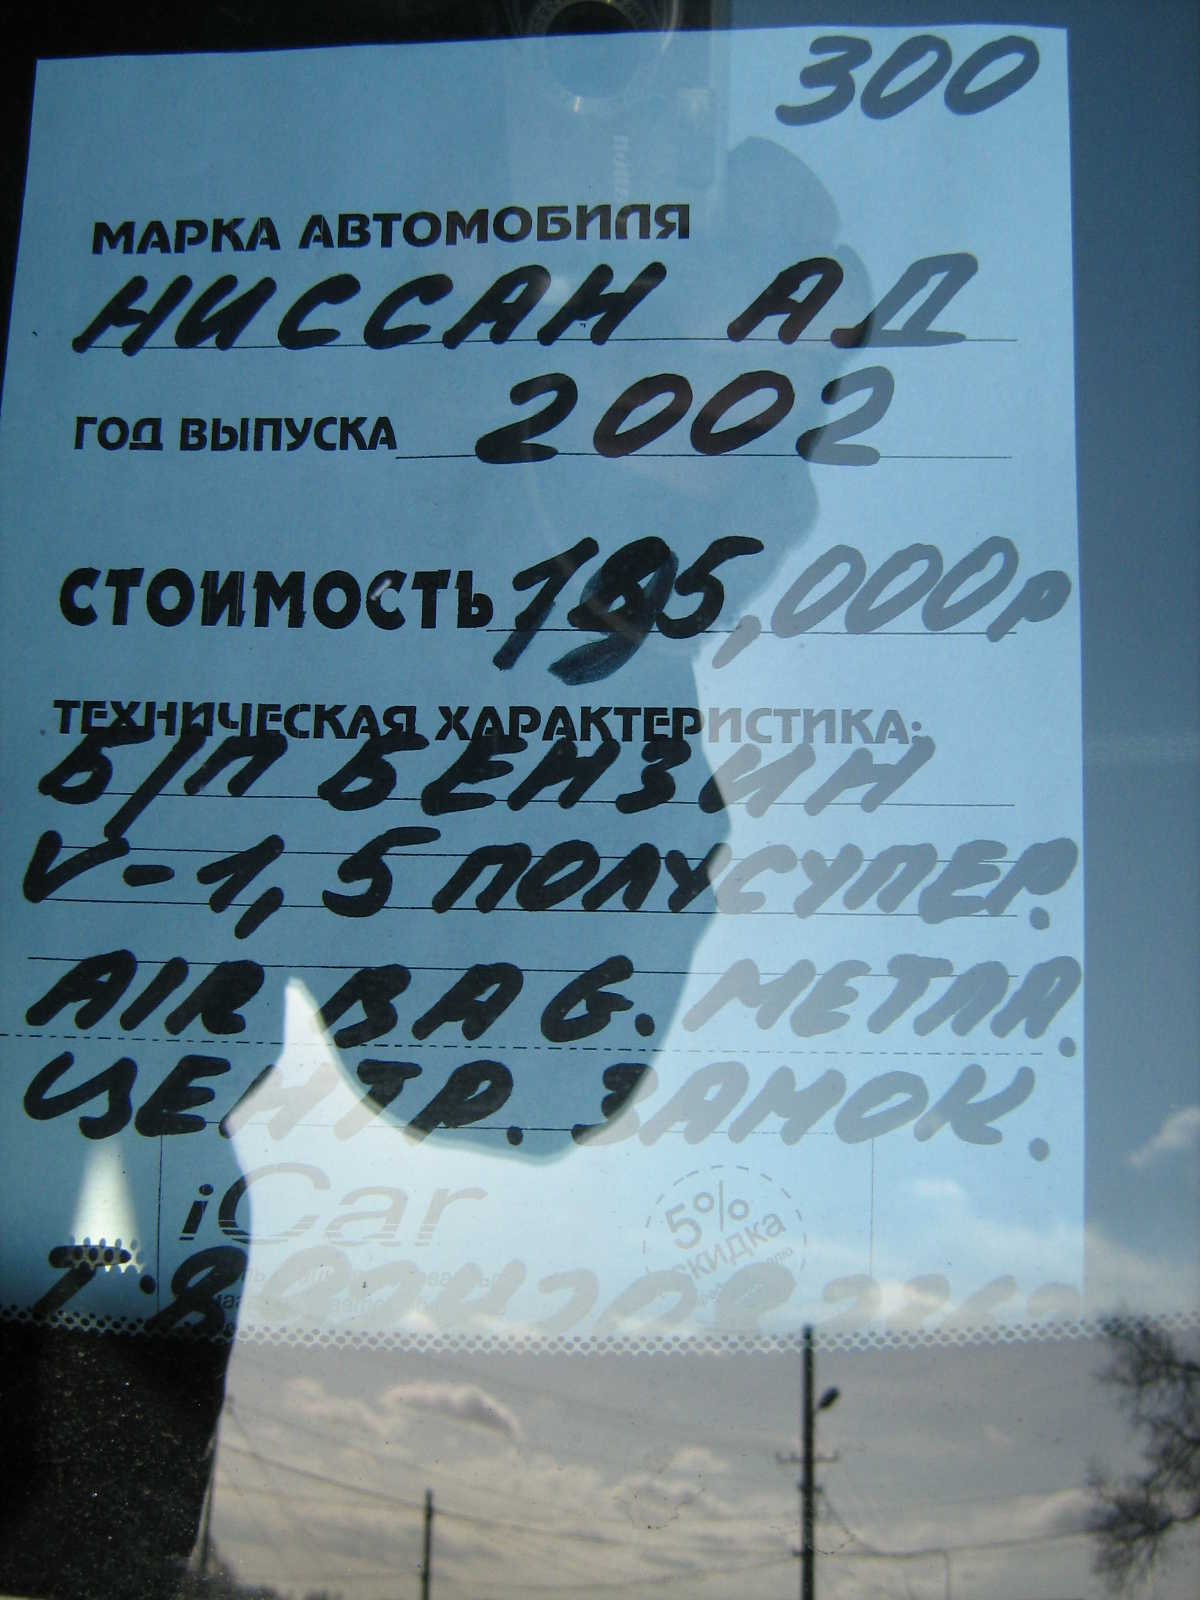 300
МАРКА АВТОМОБИЛЯ
НИССАН АД
ГОД ВЫПУСКА 2002
СТОИМОСТЬ 195,000р
ТЕХНИЧЕСКАЯ ХАРАКТЕРИСТИКА:
Б/П БЕНЗИН
V-1,5 ПОЛУСУПЕР.
AIR BAG. МЕТЛА.
ЦЕНТР. ЗАМОК.
iCar
5%
скидка